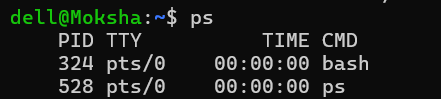 dell@Moksha:~$ ps
    PID TTY          TIME CMD
    324 pts/0    00:00:00 bash
    528 pts/0    00:00:00 ps